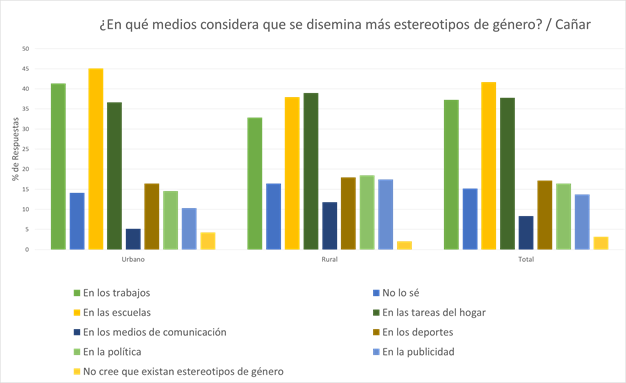 ¿En qué medios considera que se disemina más estereotipos de género? / Cañar
50
45
40
35
30
25
20
15
10
5
0
% de Respuestas
Urbano Rural Total
En los trabajos No lo sé
En las escuelas En las tareas del hogar
En los medios de comunicación En los deportes
En la política En la publicidad
No cree que existan estereotipos de género